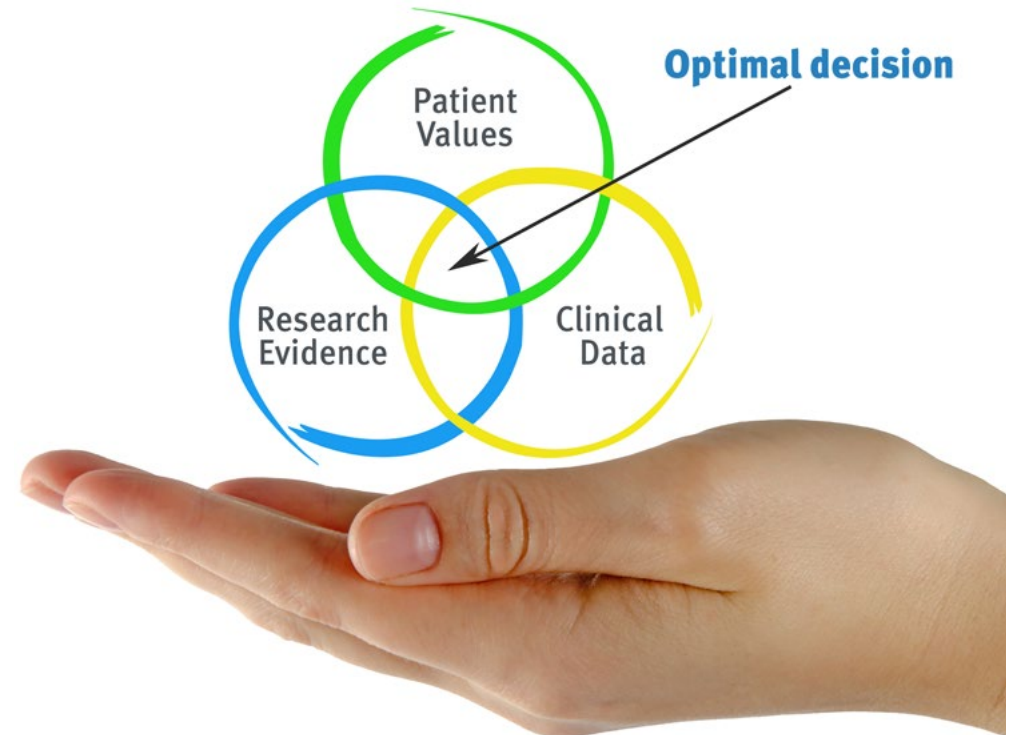 Optimal decision
Patient
Values
Research
Evidence
Clinical
Data